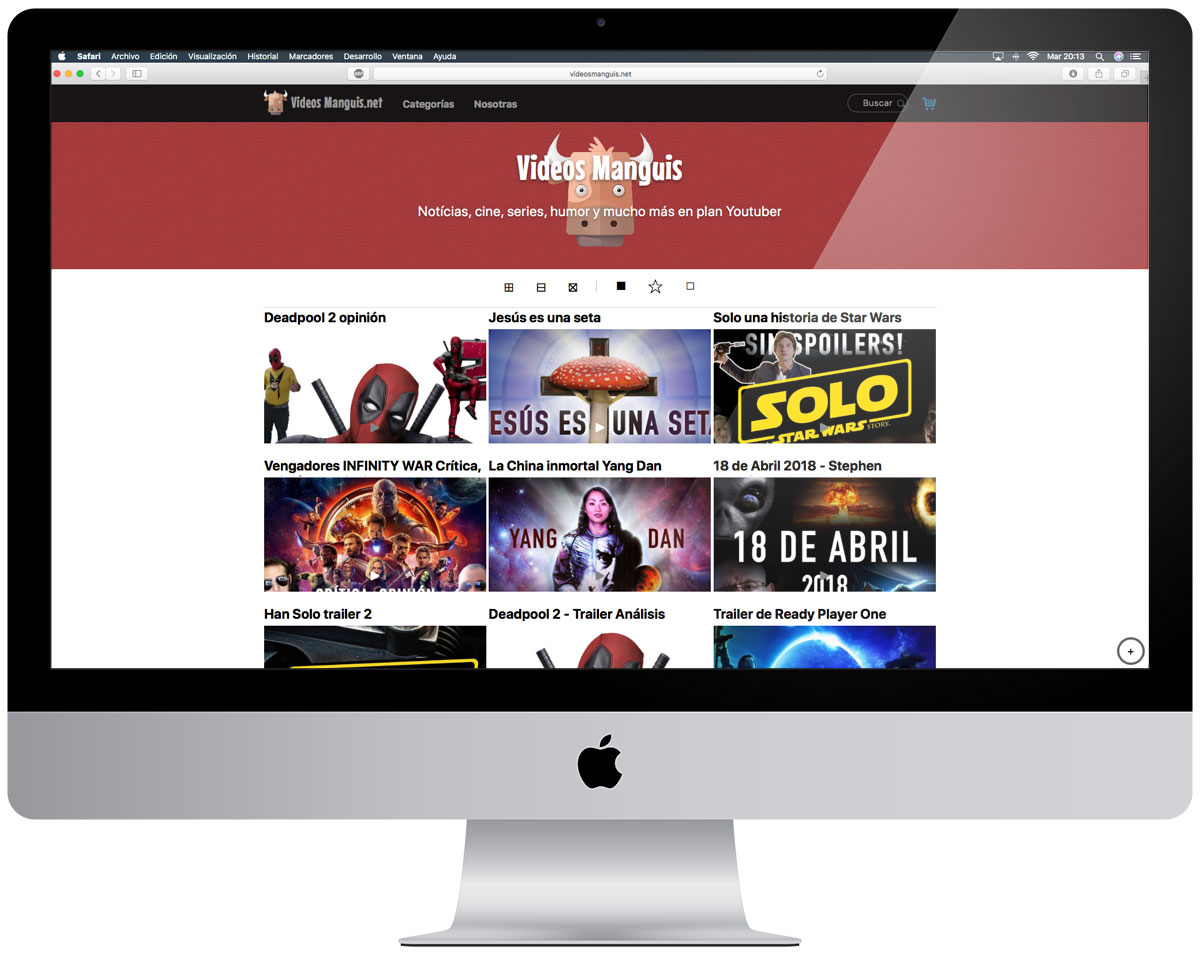 Safari Archivo Edición Visualización Historial Marcadores Desarrollo Ventana Ayuda Mar 20:13
videosmanguis.net
Videos Manguis.net Categorías Nosotras Buscar
Videos Manguis
Notícias, cine, series, humor y mucho más en plan Youtuber
Deadpool 2 opinión Jesús es una seta Solo una historia de Star Wars
SIN SPOILERS!
SOLO
STAR WARS STORY.
ESÚS ES UNA SETA
Vengadores INFINITY WAR Crítica, La China inmortal Yang Dan 18 de Abril 2018 - Stephen
YANG DAN
18 DE ABRIL
2018
CRÍTICA OPINIÓN
Han Solo trailer 2 Deadpool 2 - Trailer Análisis Trailer de Ready Player One
+